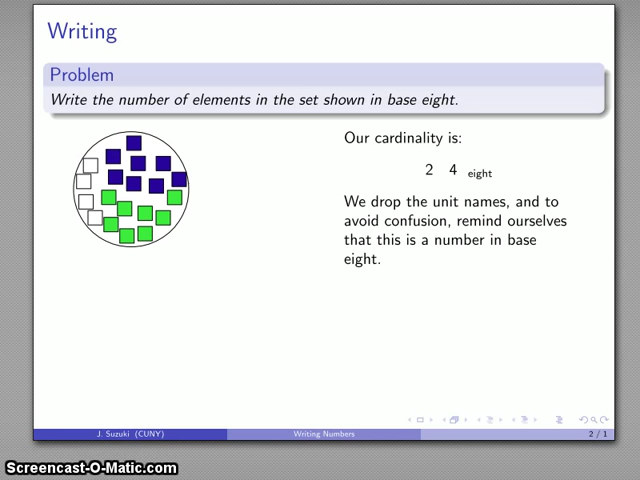 Writing
Problem
Write the number of elements in the set shown in base eight.
Our cardinality is:
2 4 eight
We drop the unit names, and to
avoid confusion, remind ourselves
that this is a number in base
eight.
J. Suzuki (CUNY)
Writing Numbers
2 / 1
Screencast-O-Matic.com